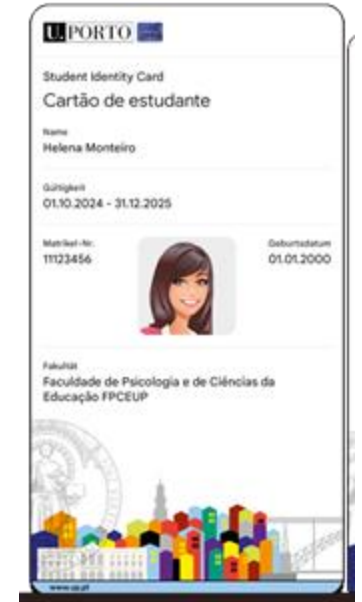 U. PORTO
Student Identity Card
Cartão de estudante
Name
Helena Monteiro
Gültigkeit
01.10.2024 - 31.12.2025
Matrikel-Nr.
11123456
Geburtsdatum
01.01.2000
Fakultät
Faculdade de Psicologia e de Ciências da
Educação FPCEUP
www.up.pt